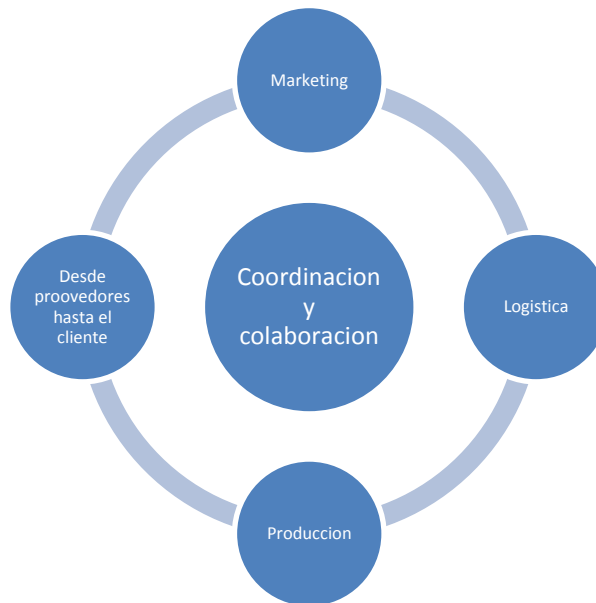 Marketing
Desde
proovedores
hasta el
cliente
Coordinacion
y
colaboracion
Logistica
Produccion